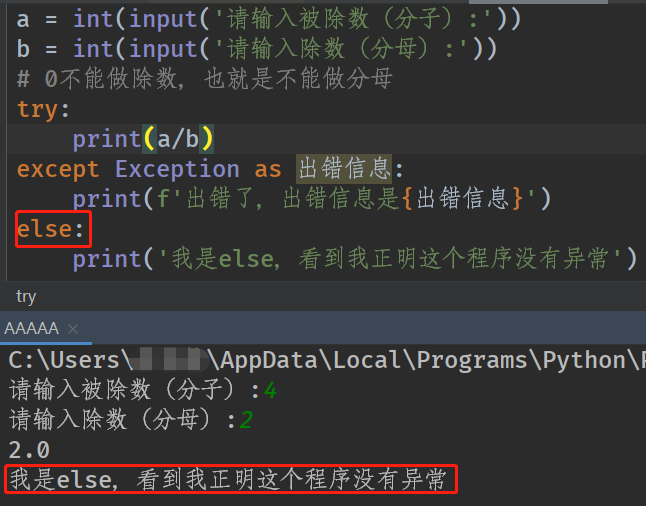 a = int(input('请输入被除数（分子）:'))
b = int(input('请输入除数（分母）:'))
# 0不能做除数, 也就是不能做分母
try:
    print(a/b)
except Exception as 出错信息:
    print(f'出错了, 出错信息是{出错信息}')
else:
    print('我是else, 看到我正明这个程序没有异常')
try
AAAAA ×
C:\Users\ \AppData\Local\Programs\Python\
请输入被除数（分子）:4
请输入除数（分母）:2
2.0
我是else, 看到我正明这个程序没有异常